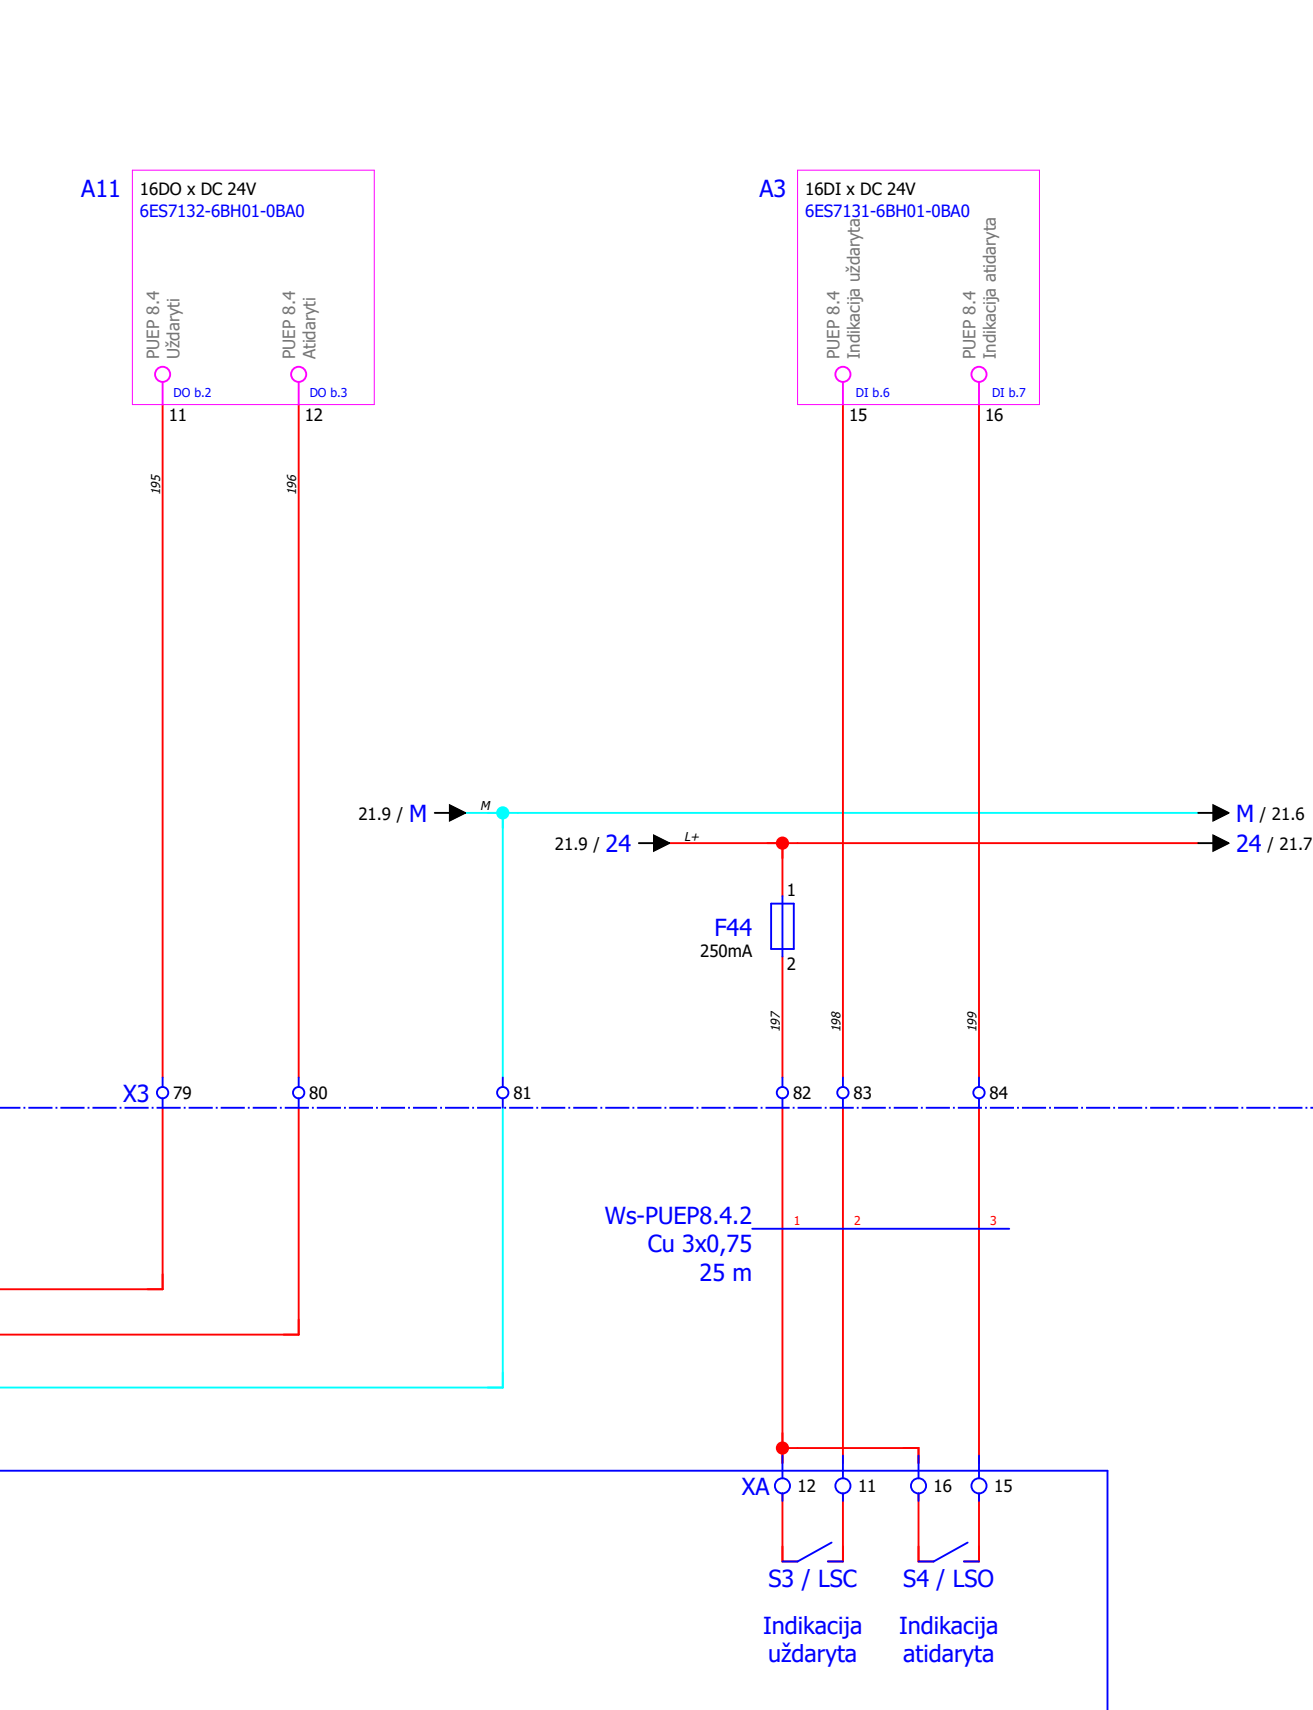 A11
16DO x DC 24V
6ES7132-6BH01-0BA0
PUEP 8.4
Uždaryti
PUEP 8.4
Atidaryti
DO b.2
DO b.3
11
12
195
196
A3
16DI x DC 24V
6ES7131-6BH01-0BA0
PUEP 8.4
Indikacija uždaryta
PUEP 8.4
Indikacija atidaryta
DI b.6
DI b.7
15
16
21.9 / M
M
M / 21.6
21.9 / 24
L+
24 / 21.7
1
F44
250mA
2
197
198
199
X3
79
80
81
82
83
84
Ws-PUEP8.4.2
Cu 3x0,75
25 m
1
2
3
XA
12
11
16
15
S3 / LSC
S4 / LSO
Indikacija
uždaryta
Indikacija
atidaryta